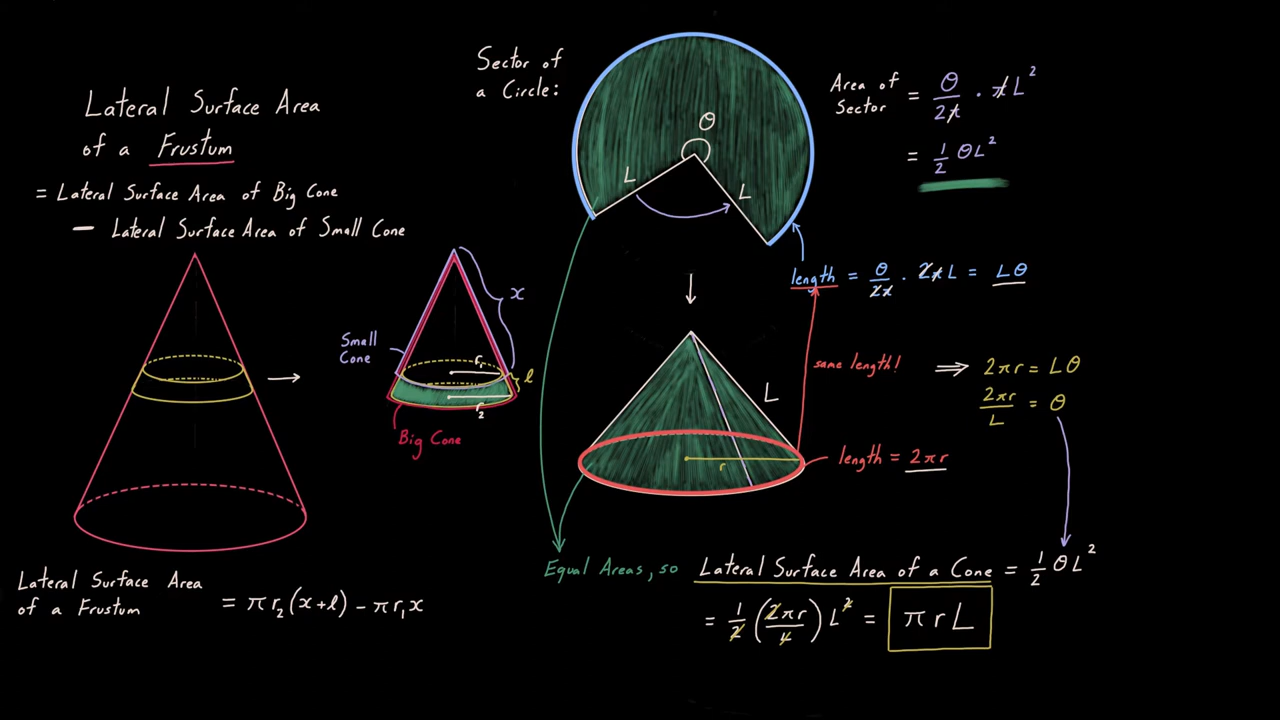 Lateral Surface Area
of a Frustum
= Lateral Surface Area of Big Cone
− Lateral Surface Area of Small Cone
x
Small
Cone
r₁
l
r₂
Big Cone
Lateral Surface Area
of a Frustum = πr₂(x+l) − πr₁x
Sector of
a Circle:
θ
L
L
Area of
Sector = θ/2π · πL²
= 1/2 θL²
length = θ/2π · 2πL = Lθ
same length!
L
r
length = 2πr
⇒ 2πr = Lθ
2πr/L = θ
Equal Areas, so Lateral Surface Area of a Cone = 1/2 θL²
= 1/2 (2πr/L) L² = πrL